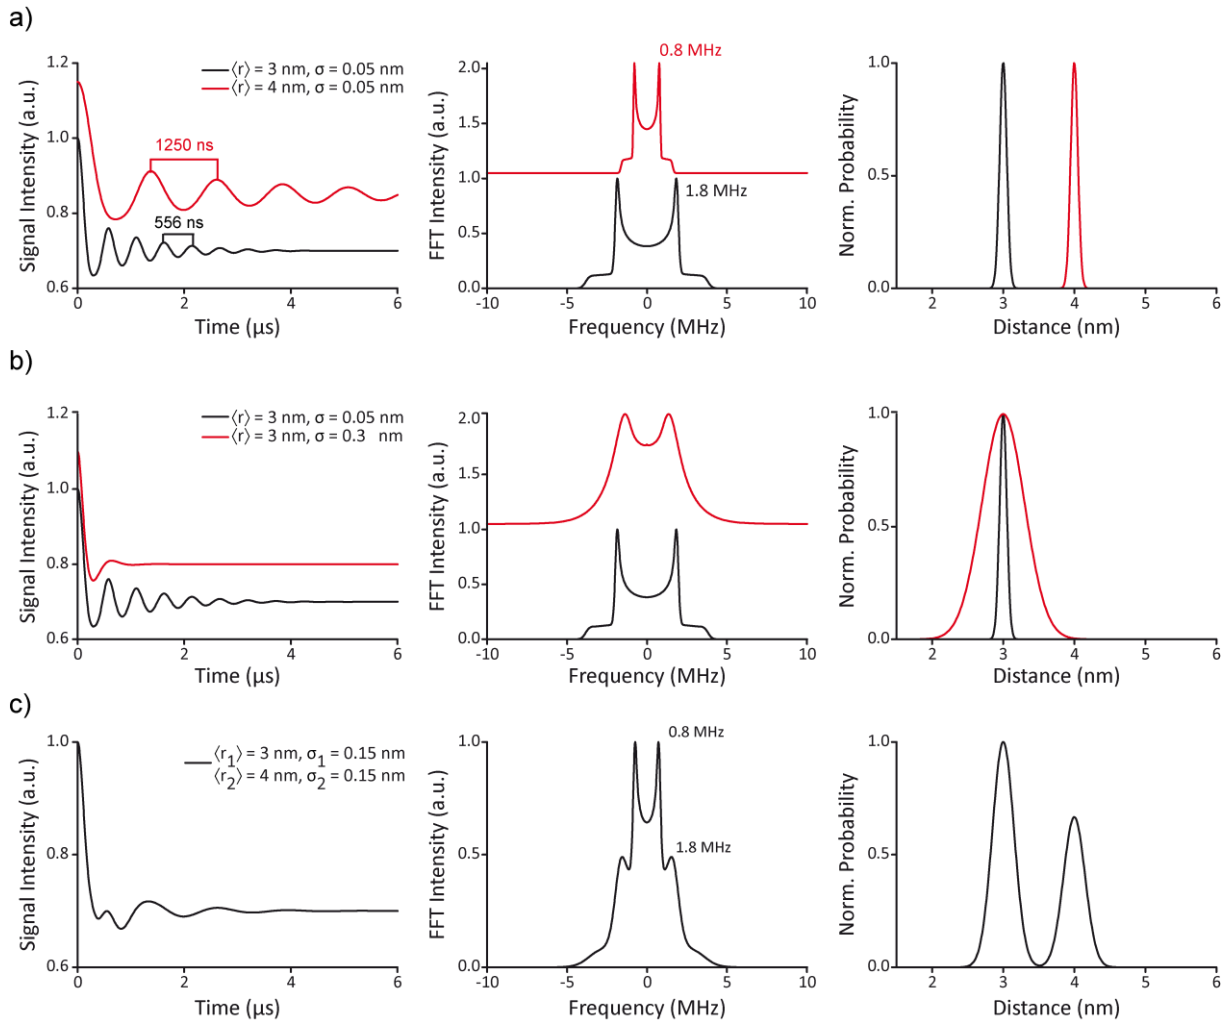 a)
1.2
1.0
0.8
0.6
Signal Intensity (a.u.)
⟨r⟩ = 3 nm, σ = 0.05 nm
⟨r⟩ = 4 nm, σ = 0.05 nm
1250 ns
556 ns
0 2 4 6
Time (μs)
2.0
1.5
1.0
0.5
0.0
FFT Intensity (a.u.)
0.8 MHz
1.8 MHz
-10 -5 0 5 10
Frequency (MHz)
1.0
0.5
0.0
Norm. Probability
2 3 4 5 6
Distance (nm)
b)
1.2
1.0
0.8
0.6
Signal Intensity (a.u.)
⟨r⟩ = 3 nm, σ = 0.05 nm
⟨r⟩ = 3 nm, σ = 0.3 nm
0 2 4 6
Time (μs)
2.0
1.5
1.0
0.5
0.0
FFT Intensity (a.u.)
-10 -5 0 5 10
Frequency (MHz)
1.0
0.5
0.0
Norm. Probability
2 3 4 5 6
Distance (nm)
c)
1.0
0.8
0.6
Signal Intensity (a.u.)
⟨r₁⟩ = 3 nm, σ₁ = 0.15 nm
⟨r₂⟩ = 4 nm, σ₂ = 0.15 nm
0 2 4 6
Time (μs)
1.0
0.5
0.0
FFT Intensity (a.u.)
0.8 MHz
1.8 MHz
-10 -5 0 5 10
Frequency (MHz)
1.0
0.5
0.0
Norm. Probability
2 3 4 5 6
Distance (nm)